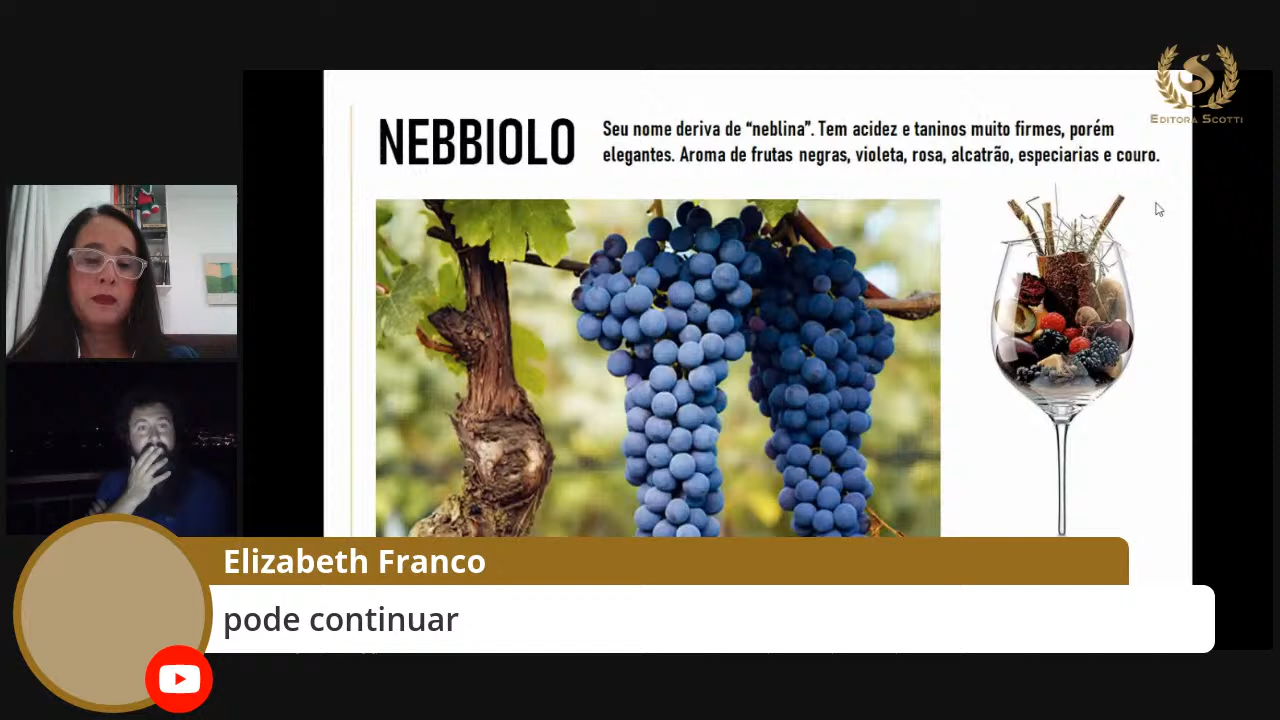 EDITORA SCOTTI
NEBBIOLO
Seu nome deriva de “neblina”. Tem acidez e taninos muito firmes, porém
elegantes. Aroma de frutas negras, violeta, rosa, alcatrão, especiarias e couro.
Elizabeth Franco
pode continuar